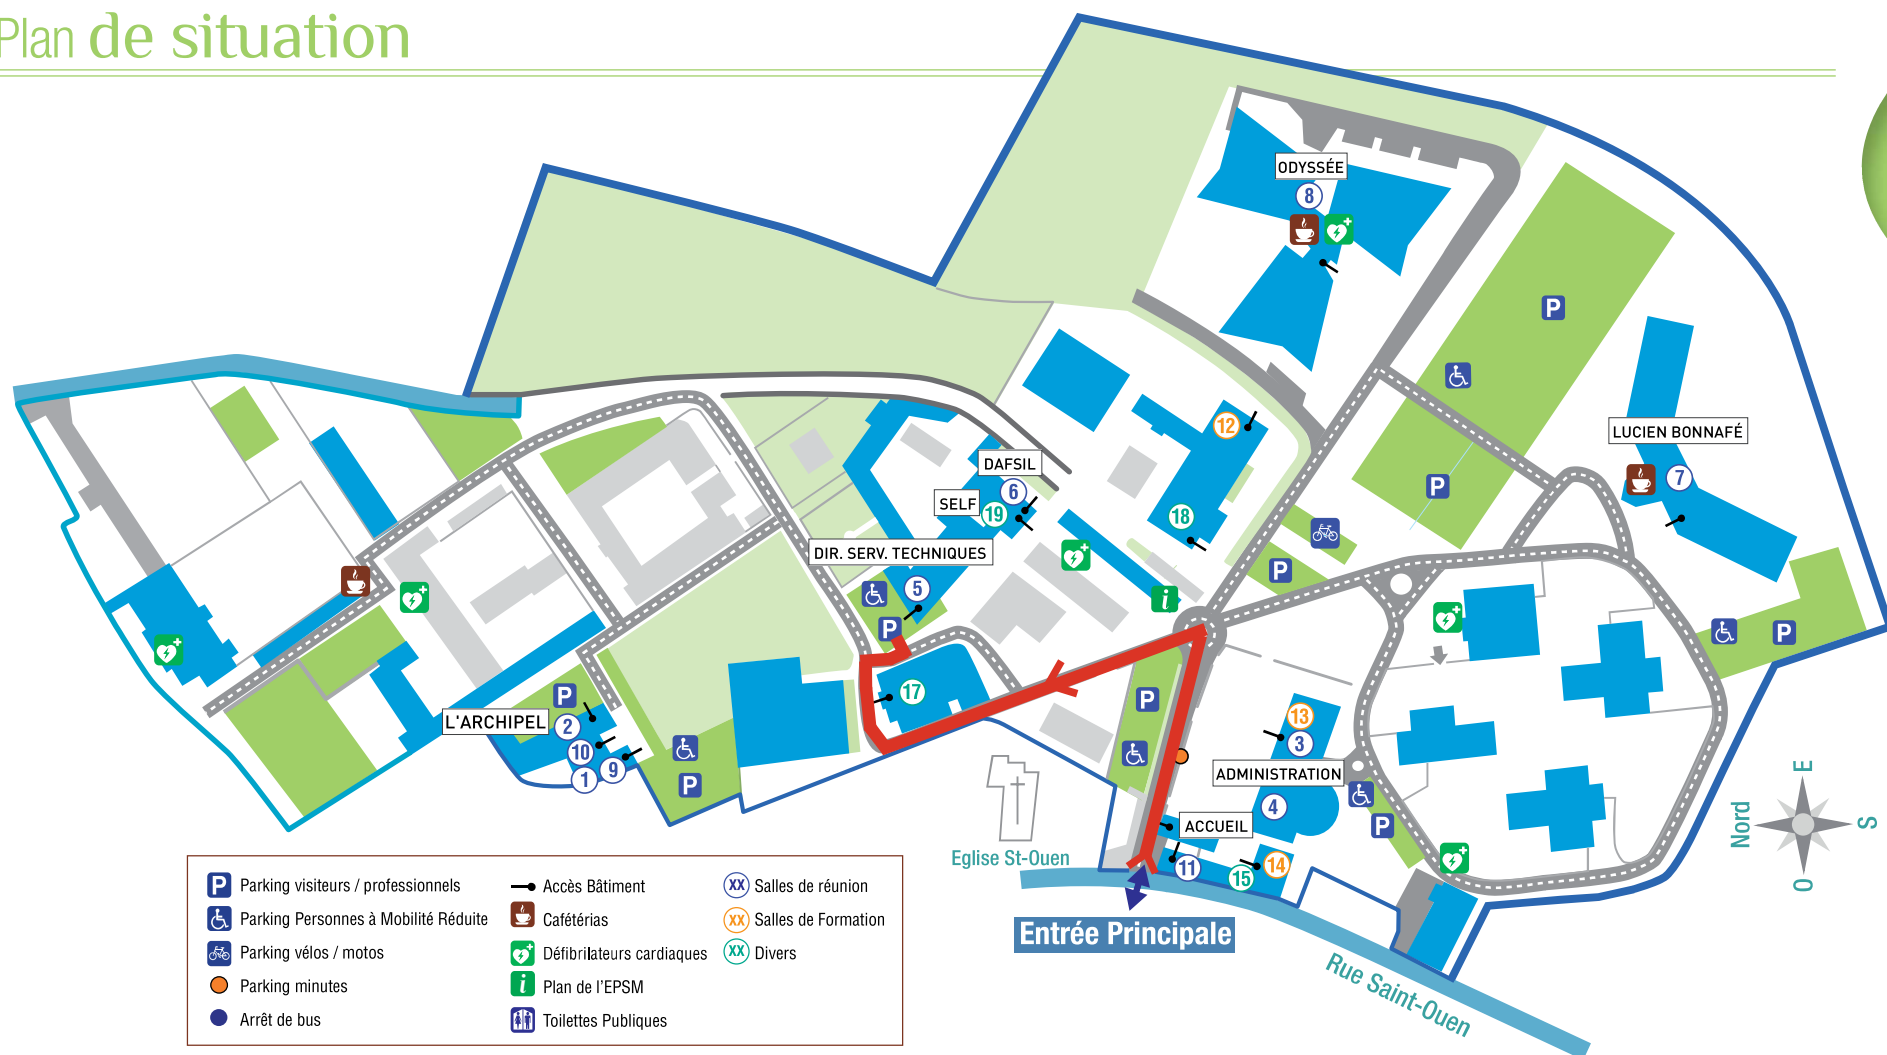 Plan de situation
ODYSSÉE
8
P
LUCIEN BONNAFÉ
7
12
DAFSIL
6
SELF
19
18
P
DIR. SERV. TECHNIQUES
5
P
i
P
P
17
P
P
L'ARCHIPEL
2
10
1
9
P
13
3
ADMINISTRATION
4
P
ACCUEIL
11
15
14
Eglise St-Ouen
Entrée Principale
Rue Saint-Ouen
Nord
E
S
O
P Parking visiteurs / professionnels
Parking Personnes à Mobilité Réduite
Parking vélos / motos
Parking minutes
Arrêt de bus
Accès Bâtiment
Cafétérias
Défibrilateurs cardiaques
i Plan de l'EPSM
Toilettes Publiques
XX Salles de réunion
XX Salles de Formation
XX Divers